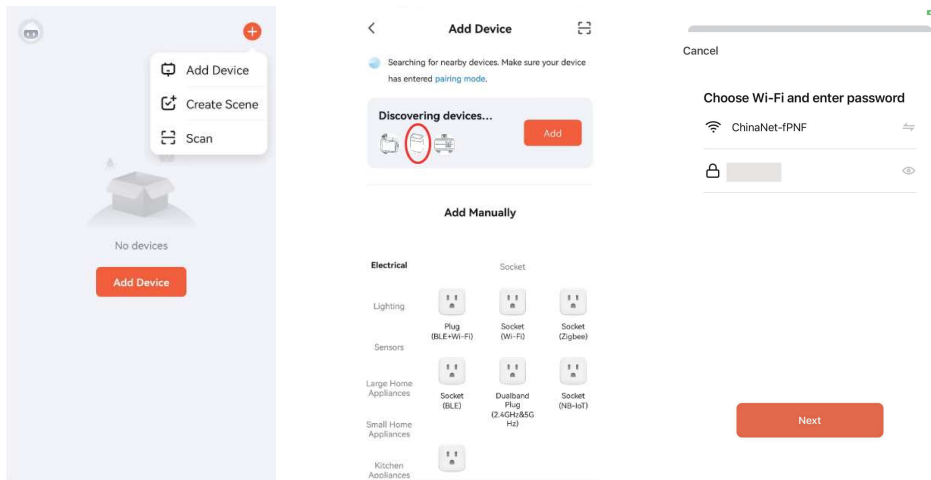 Add Device
Create Scene
Scan
No devices
Add Device
Add Device
Searching for nearby devices. Make sure your device
has entered pairing mode.
Discovering devices...
Add
Add Manually
Electrical
Socket
Lighting
Plug
(BLE+Wi-Fi)
Socket
(Wi-Fi)
Socket
(Zigbee)
Sensors
Large Home
Appliances
Socket
(BLE)
Dualband
Plug
(2.4GHz&5G
Hz)
Socket
(NB-IoT)
Small Home
Appliances
Kitchen
Appliances
Cancel
Choose Wi-Fi and enter password
ChinaNet-fPNF
Next